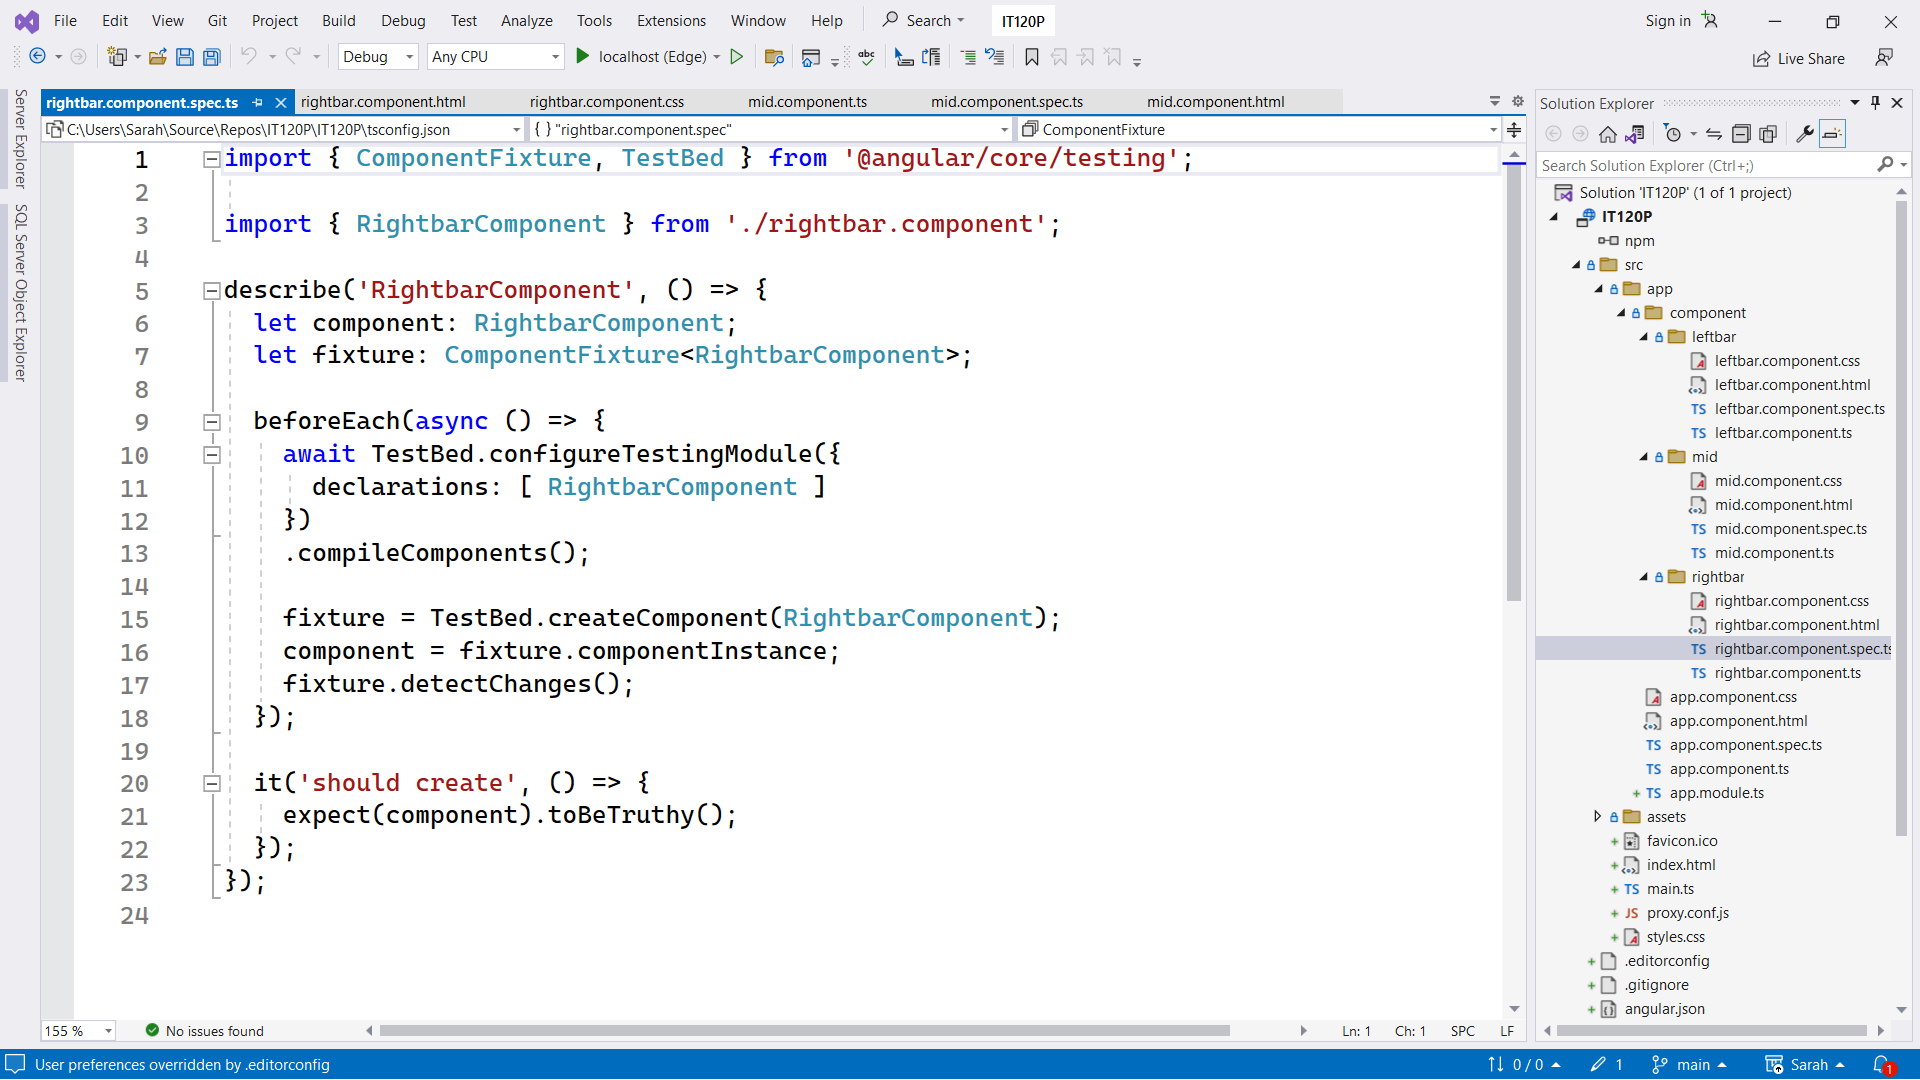 File Edit View Git Project Build Debug Test Analyze Tools Extensions Window Help Search IT120P Sign in
Debug Any CPU localhost (Edge) Live Share
Server Explorer
SQL Server Object Explorer
rightbar.component.spec.ts rightbar.component.html rightbar.component.css mid.component.ts mid.component.spec.ts mid.component.html
C:\Users\Sarah\Source\Repos\IT120P\IT120P\tsconfig.json { } "rightbar.component.spec" ComponentFixture
1 import { ComponentFixture, TestBed } from '@angular/core/testing';
2
3 import { RightbarComponent } from './rightbar.component';
4
5 describe('RightbarComponent', () => {
6 let component: RightbarComponent;
7 let fixture: ComponentFixture<RightbarComponent>;
8
9 beforeEach(async () => {
10 await TestBed.configureTestingModule({
11 declarations: [ RightbarComponent ]
12 })
13 .compileComponents();
14
15 fixture = TestBed.createComponent(RightbarComponent);
16 component = fixture.componentInstance;
17 fixture.detectChanges();
18 });
19
20 it('should create', () => {
21 expect(component).toBeTruthy();
22 });
23 });
24
155 % No issues found Ln: 1 Ch: 1 SPC LF
Solution Explorer
Search Solution Explorer (Ctrl+;)
Solution 'IT120P' (1 of 1 project)
IT120P
npm
src
app
component
leftbar
leftbar.component.css
leftbar.component.html
TS leftbar.component.spec.ts
TS leftbar.component.ts
mid
mid.component.css
mid.component.html
TS mid.component.spec.ts
TS mid.component.ts
rightbar
rightbar.component.css
rightbar.component.html
TS rightbar.component.spec.ts
TS rightbar.component.ts
app.component.css
app.component.html
TS app.component.spec.ts
TS app.component.ts
+ TS app.module.ts
assets
+ favicon.ico
+ index.html
+ TS main.ts
+ JS proxy.conf.js
+ styles.css
+ .editorconfig
+ .gitignore
+ angular.json
User preferences overridden by .editorconfig 0 / 0 1 main Sarah 1